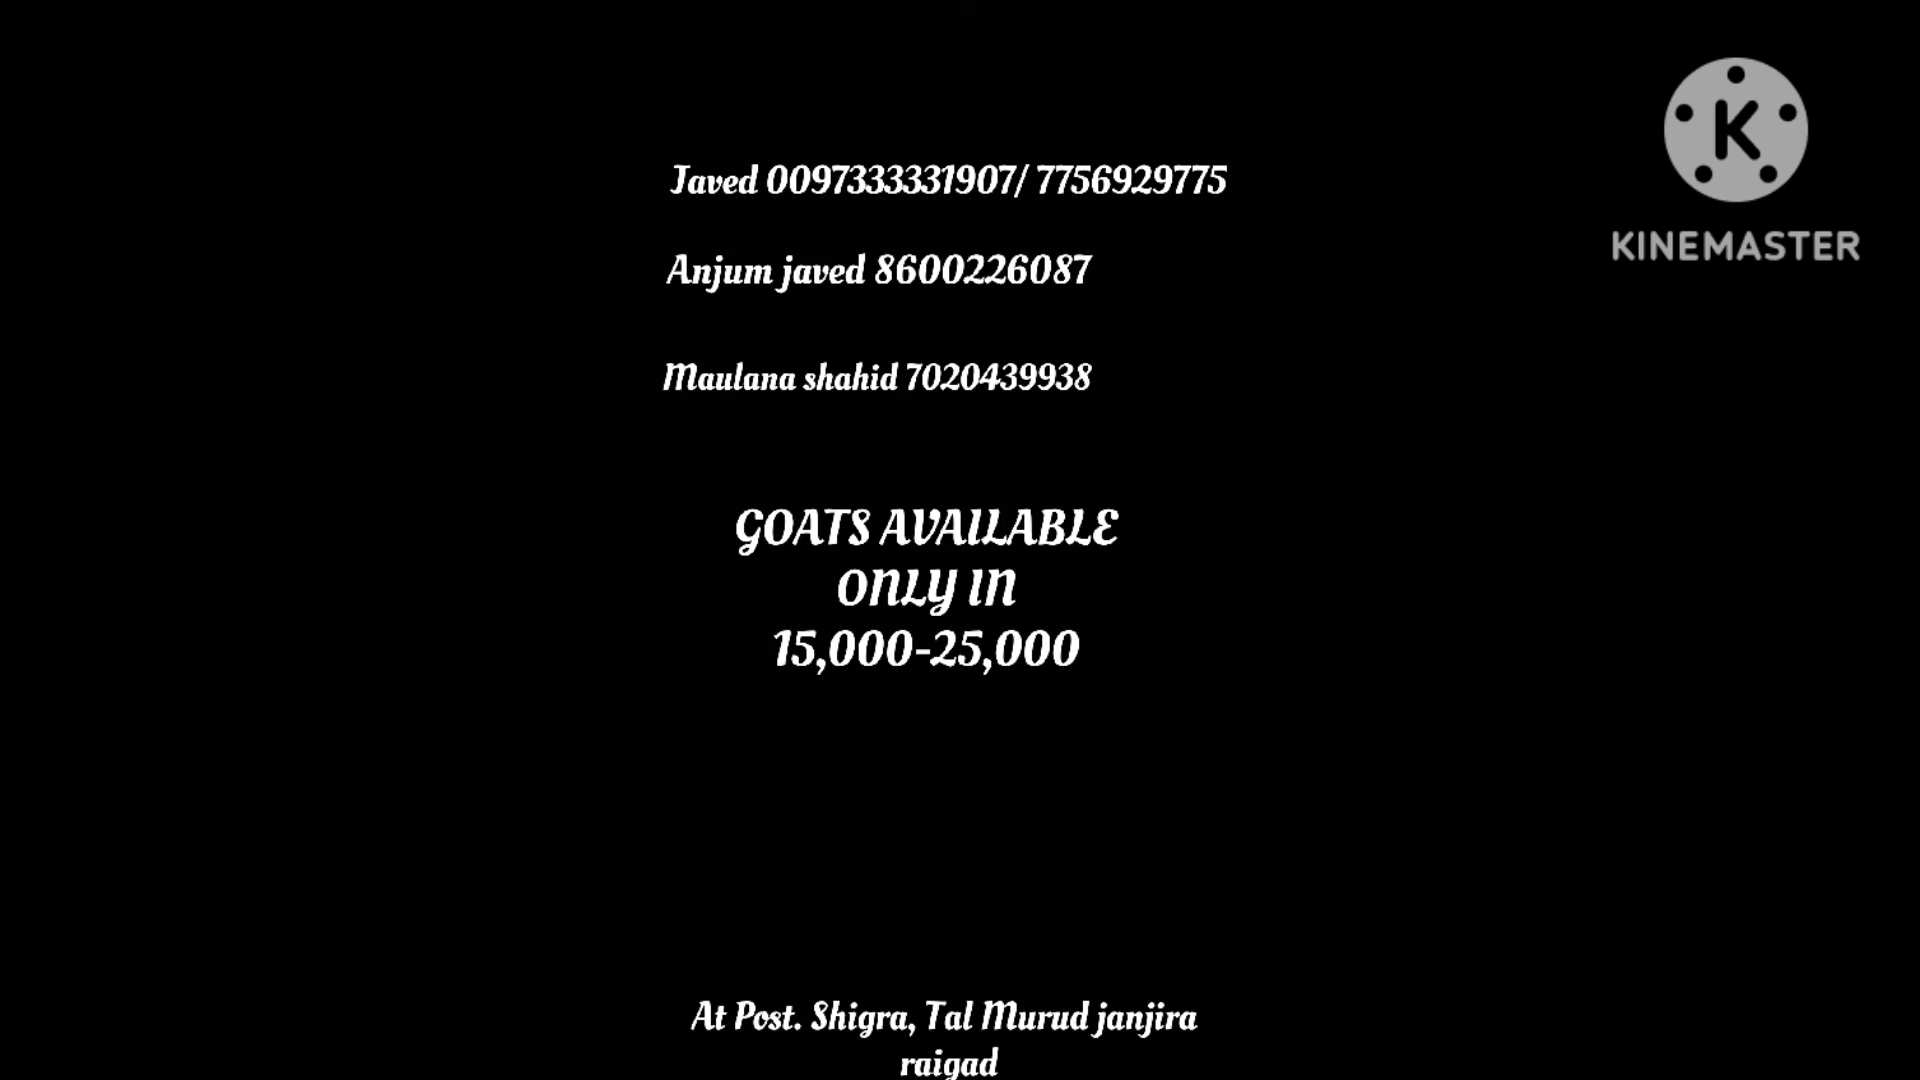 Javed 0097333331907/ 7756929775
K
KINEMASTER
Anjum javed 8600226087
Maulana shahid 7020439938
GOATS AVAILABLE
ONLY IN
15,000-25,000
At Post. Shigra, Tal Murud janjira
raigad